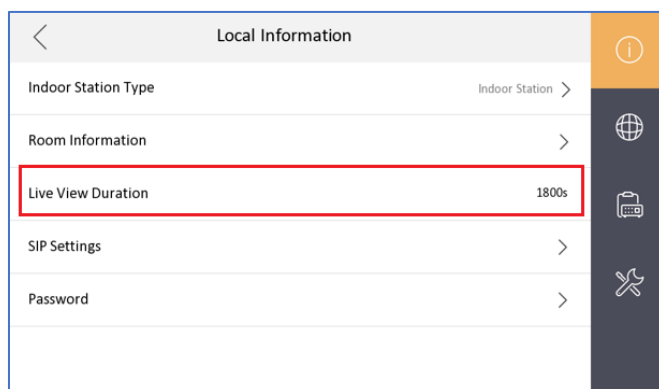 Local Information
Indoor Station Type Indoor Station
Room Information
Live View Duration 1800s
SIP Settings
Password